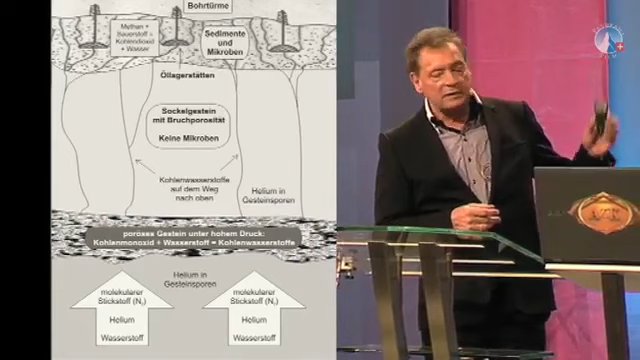 Bohrtürme
Methan +
Sauerstoff =
Kohlendioxid
+ Wasser
Sedimente
und
Mikroben
Öllagerstätten
Sockelgestein
mit Bruchporosität
Keine Mikroben
Kohlenwasserstoffe
auf dem Weg
nach oben
Helium in
Gesteinsporen
poröses Gestein unter hohem Druck:
Kohlenmonoxid + Wasserstoff = Kohlenwasserstoffe
Helium in
Gesteinsporen
molekularer
Stickstoff (N₂)
Helium
Wasserstoff
molekularer
Stickstoff (N₂)
Helium
Wasserstoff
AZK